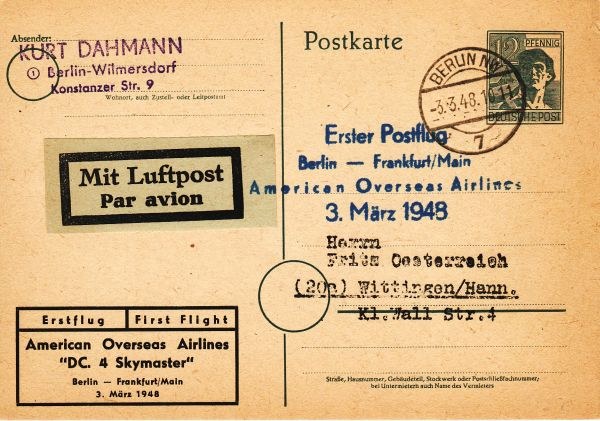 Absender:
KURT DAHMANN
① Berlin-Wilmersdorf
Konstanzer Str. 9
Wohnort, auch Zustell- oder Leitpostamt
Mit Luftpost
Par avion
Erstflug First Flight
American Overseas Airlines
"DC. 4 Skymaster"
Berlin — Frankfurt/Main
3. März 1948
Postkarte
12 PFENNIG
DEUTSCHE POST
BERLIN NW
-3.3.48.
7
Erster Postflug
Berlin — Frankfurt/Main
American Overseas Airlines
3. März 1948
Herrn
Fritz Oesterreich
(20a) Wittingen/Hann.
Kl.Wall Str.4
Straße, Hausnummer, Gebäudeteil, Stockwerk oder Postschließfachnummer;
bei Untermietern auch Name des Vermieters